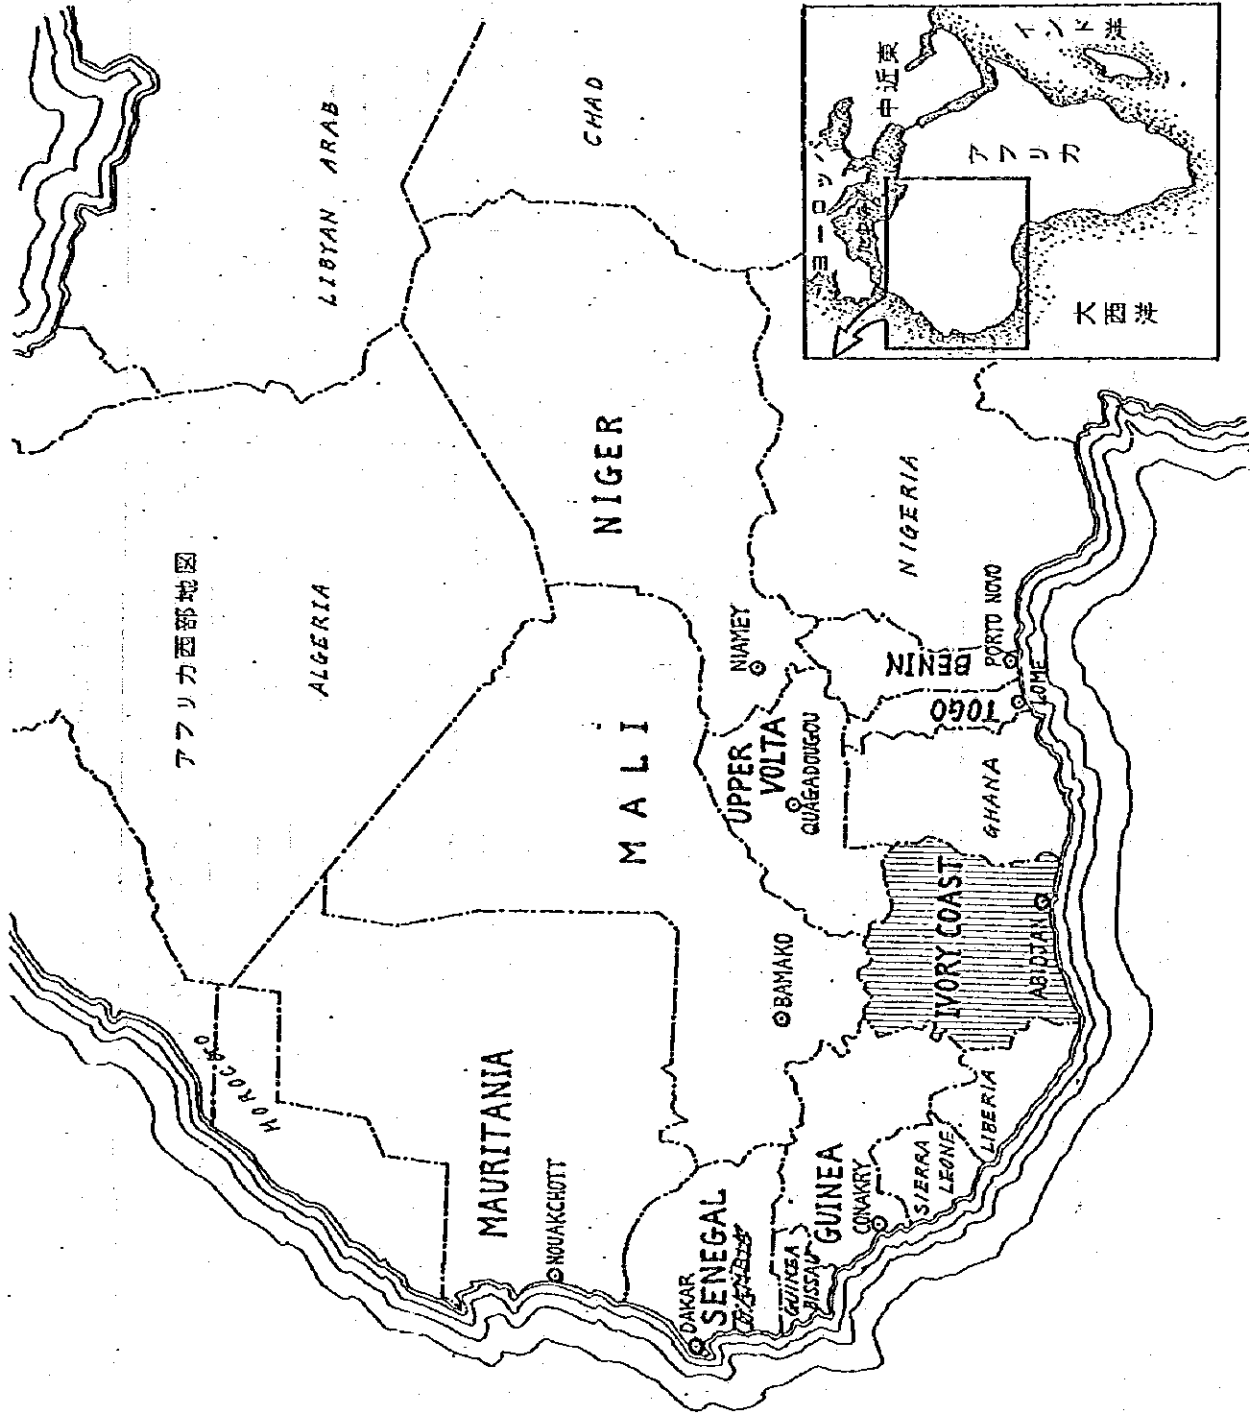 アフリカ西部地図
MOROCCO
ALGERIA
LIBYAN ARAB
CHAD
MAURITANIA
NOUAKCHOTT
MALI
NIGER
DAKAR
SENEGAL
GUINEA
BISSAU
GUINEA
CONAKRY
SIERRA
LEONE
LIBERIA
BAMAKO
IVORY COAST
ABIDJAN
UPPER
VOLTA
QUAGADOUGOU
NIAMEY
GHANA
TOGO
LOME
BENIN
PORTO NOVO
NIGERIA
ヨーロッパ
中近東
アフリカ
インド洋
大西洋